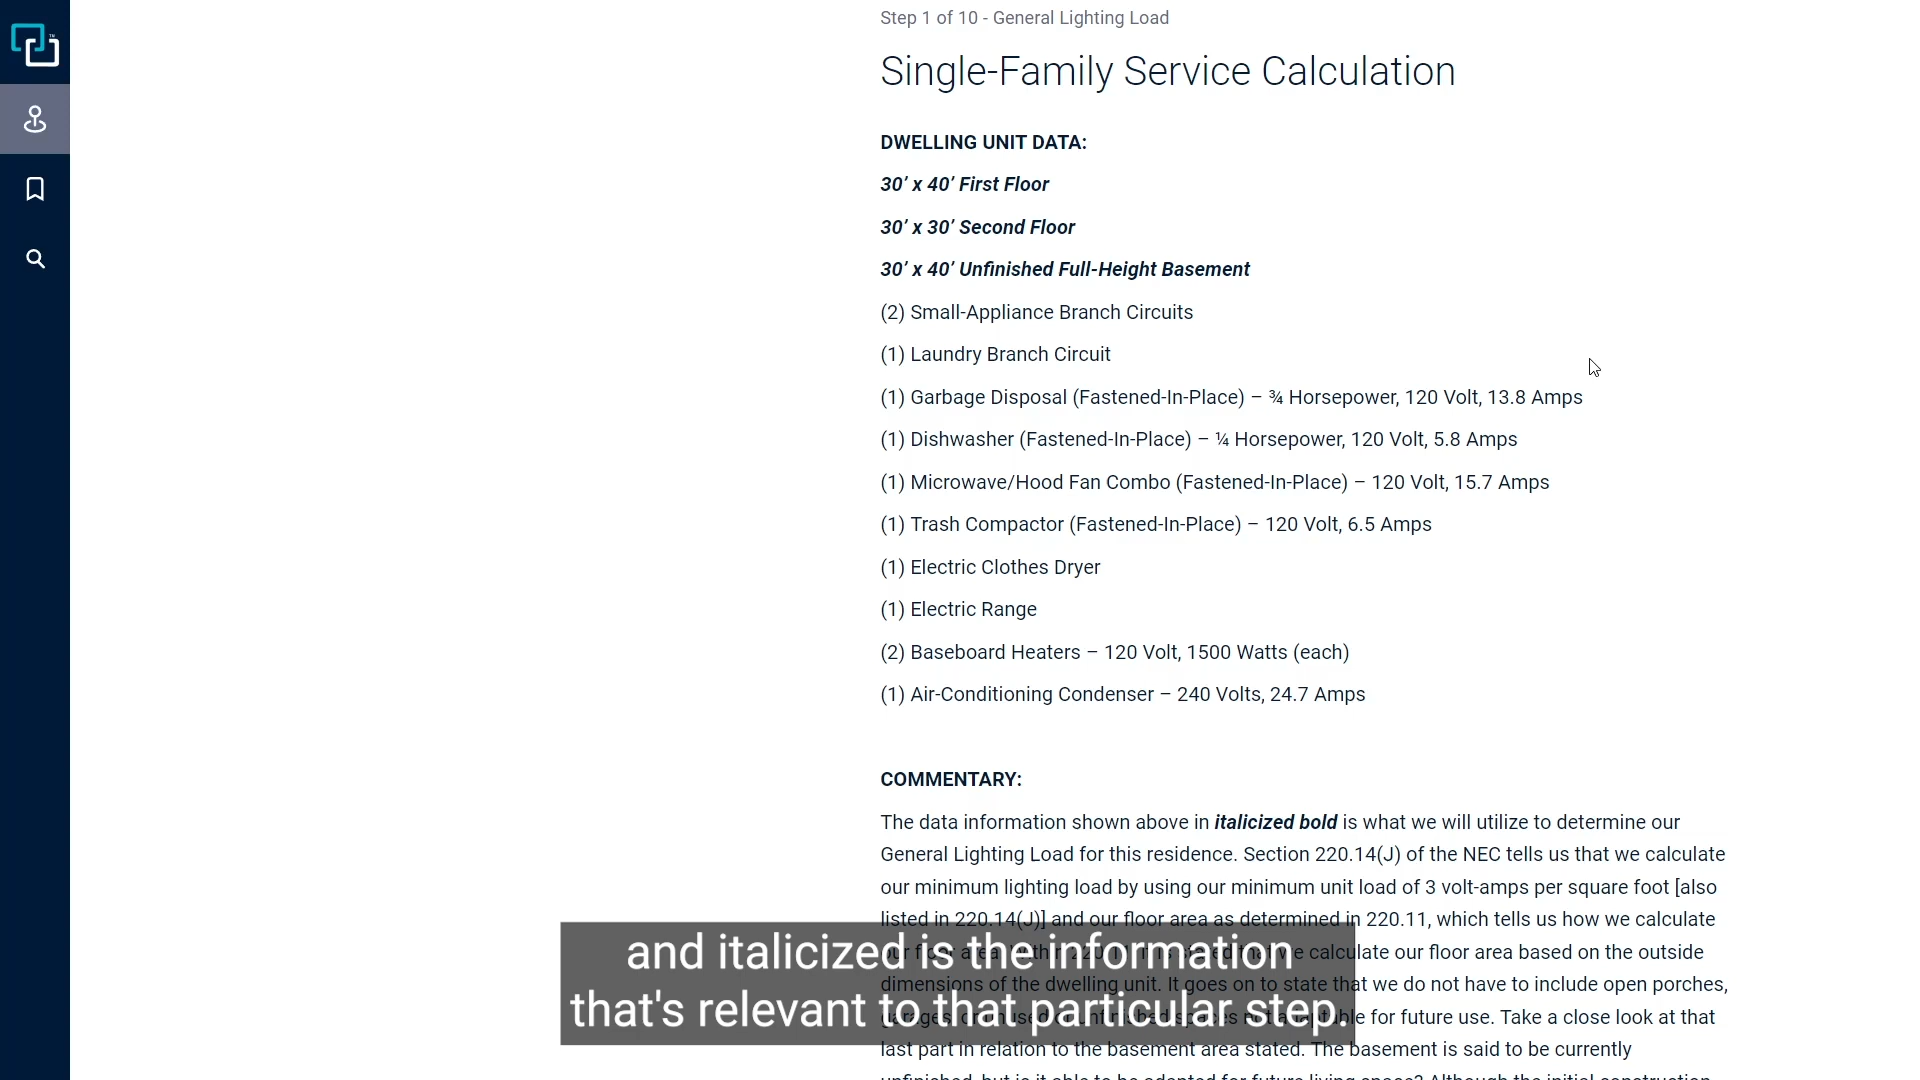 Step 1 of 10 - General Lighting Load
Single-Family Service Calculation
DWELLING UNIT DATA:
30’ x 40’ First Floor
30’ x 30’ Second Floor
30’ x 40’ Unfinished Full-Height Basement
(2) Small-Appliance Branch Circuits
(1) Laundry Branch Circuit
(1) Garbage Disposal (Fastened-In-Place) – ¾ Horsepower, 120 Volt, 13.8 Amps
(1) Dishwasher (Fastened-In-Place) – ¼ Horsepower, 120 Volt, 5.8 Amps
(1) Microwave/Hood Fan Combo (Fastened-In-Place) – 120 Volt, 15.7 Amps
(1) Trash Compactor (Fastened-In-Place) – 120 Volt, 6.5 Amps
(1) Electric Clothes Dryer
(1) Electric Range
(2) Baseboard Heaters – 120 Volt, 1500 Watts (each)
(1) Air-Conditioning Condenser – 240 Volts, 24.7 Amps
COMMENTARY:
The data information shown above in italicized bold is what we will utilize to determine our
General Lighting Load for this residence. Section 220.14(J) of the NEC tells us that we calculate
our minimum lighting load by using our minimum unit load of 3 volt-amps per square foot [also
listed in 220.14(J)] and our floor area as determined in 220.11, which tells us how we calculate
calculate our floor area based on the outside
dimensions of the dwelling unit. It goes on to state that we do not have to include open porches,
for future use. Take a close look at that
last part in relation to the basement area stated. The basement is said to be currently
and italicized is the information
that's relevant to that particular step.